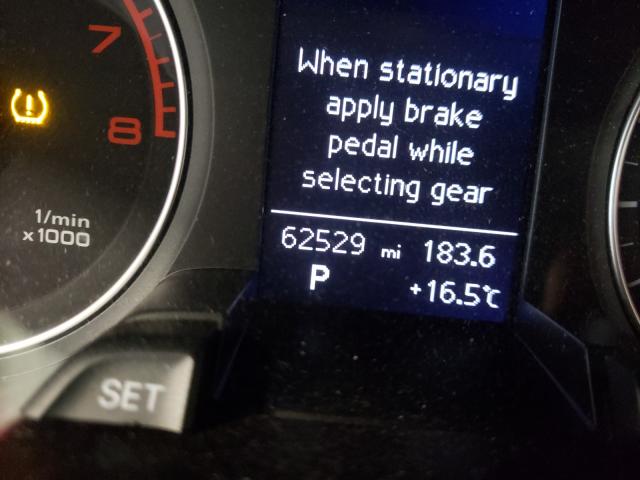 7
8
1/min
x1000
When stationary
apply brake
pedal while
selecting gear
62529 mi 183.6
P +16.5°C
SET